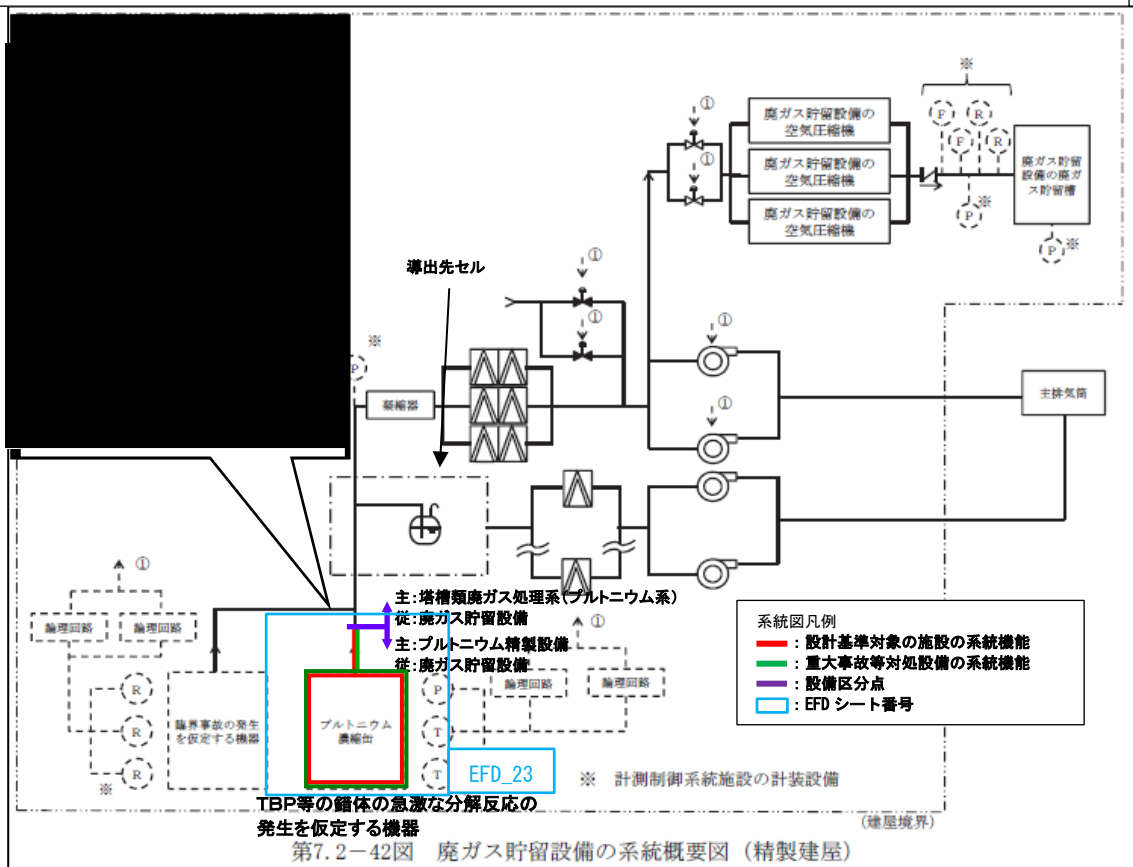 ※
①
F
R
F
R
廃ガス貯留設備の
空気圧縮機
①
廃ガス貯留設備の
空気圧縮機
廃ガス貯留設備の
空気圧縮機
廃ガス貯留
設備の廃ガ
ス貯留槽
P
※
P
※
導出先セル
①
①
※
P
凝縮器
①
①
主排気筒
①
論理回路
論理回路
主:塔槽類廃ガス処理系(プルトニウム系)
従:廃ガス貯留設備
主:プルトニウム精製設備
従:廃ガス貯留設備
①
論理回路
論理回路
系統図凡例
:設計基準対象の施設の系統機能
:重大事故等対処設備の系統機能
:設備区分点
:EFD シート番号
R
R
R
※
臨界事故の発生
を仮定する機器
プルトニウム
濃縮缶
P
T
T
EFD_23
※ 計測制御系統施設の計装設備
TBP等の錯体の急激な分解反応の
発生を仮定する機器
(建屋境界)
第7.2-42図 廃ガス貯留設備の系統概要図(精製建屋)